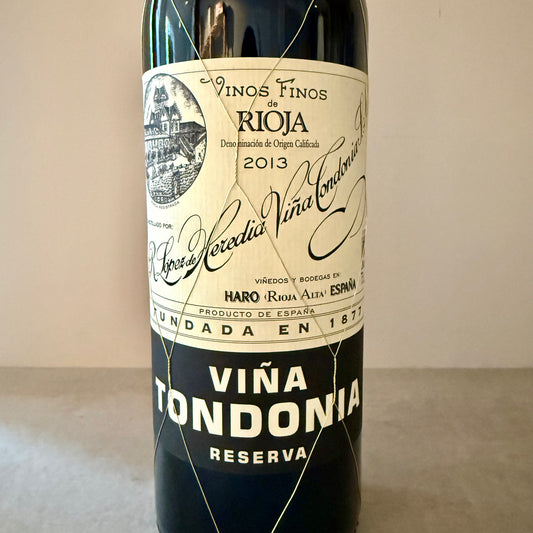 VINOS FINOS
de
RIOJA
Denominación de Origen Calificada
2013
R. López de Heredia Viña Tondonia
VIÑEDOS Y BODEGAS EN
HARO (RIOJA ALTA) ESPAÑA
PRODUCTO DE ESPAÑA
FUNDADA EN 1877
VIÑA
TONDONIA
RESERVA